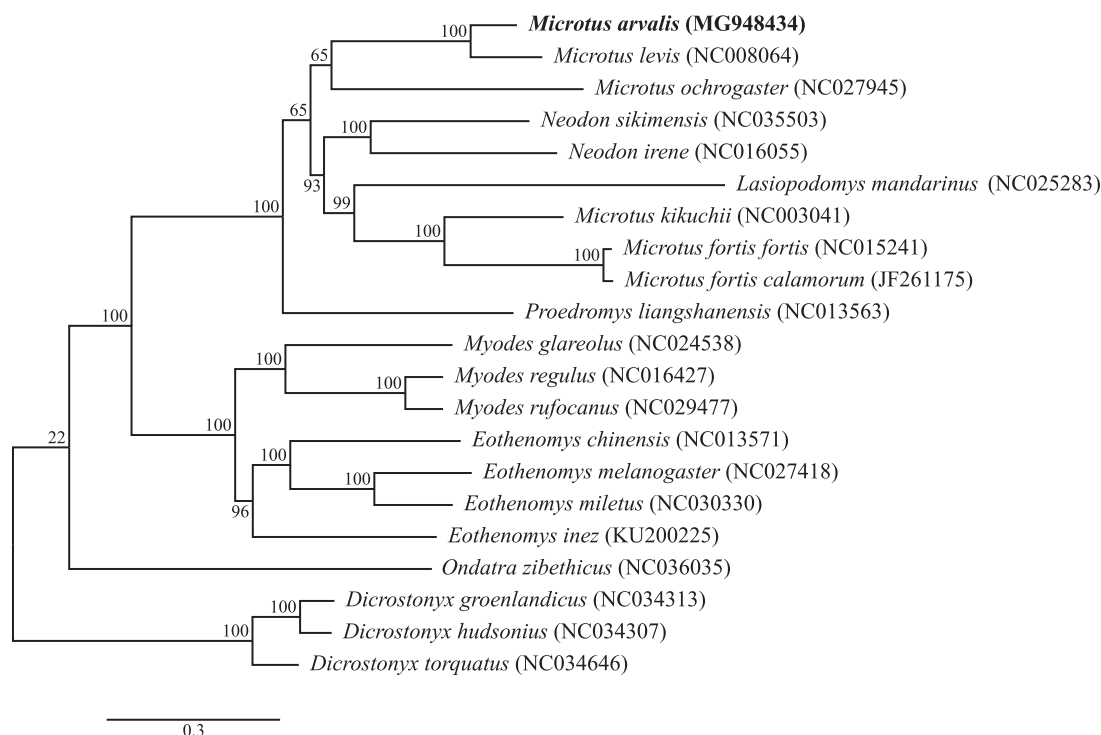 100
Microtus arvalis (MG948434)
Microtus levis (NC008064)
65
Microtus ochrogaster (NC027945)
65
100
Neodon sikimensis (NC035503)
Neodon irene (NC016055)
93
99
Lasiopodomys mandarinus (NC025283)
100
100
Microtus kikuchii (NC003041)
100
Microtus fortis fortis (NC015241)
Microtus fortis calamorum (JF261175)
Proedromys liangshanensis (NC013563)
100
100
Myodes glareolus (NC024538)
100
Myodes regulus (NC016427)
Myodes rufocanus (NC029477)
100
22
100
Eothenomys chinensis (NC013571)
100
Eothenomys melanogaster (NC027418)
Eothenomys miletus (NC030330)
96
Eothenomys inez (KU200225)
Ondatra zibethicus (NC036035)
100
Dicrostonyx groenlandicus (NC034313)
100
Dicrostonyx hudsonius (NC034307)
Dicrostonyx torquatus (NC034646)
0.3